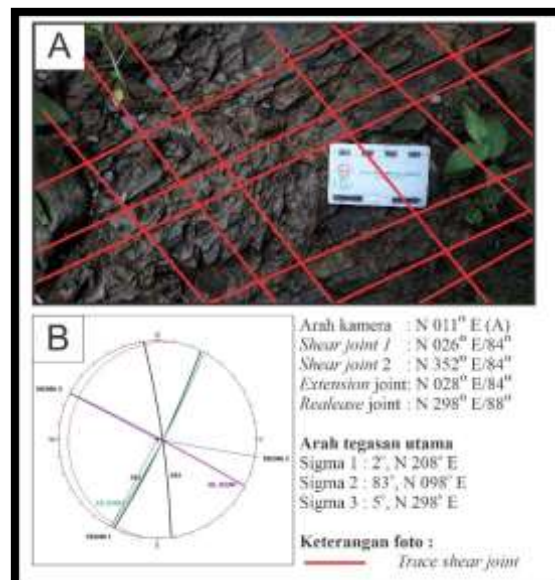 A
B
Arah kamera : N 011° E (A)
Shear joint 1 : N 026° E/84°
Shear joint 2 : N 352° E/84°
Extension joint: N 028° E/84°
Realease joint : N 298° E/88°
Arah tegasan utama
Sigma 1 : 2°, N 208° E
Sigma 2 : 83°, N 098° E
Sigma 3 : 5°, N 298° E
Keterangan foto :
Trace shear joint